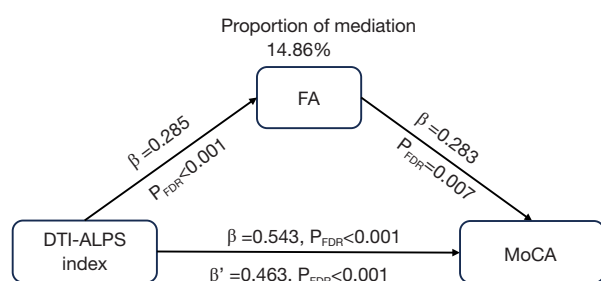 Proportion of mediation
14.86%
FA
β=0.285
P_FDR<0.001
β=0.283
P_FDR=0.007
DTI-ALPS
index
β=0.543, P_FDR<0.001
β’ =0.463, P_FDR<0.001
MoCA